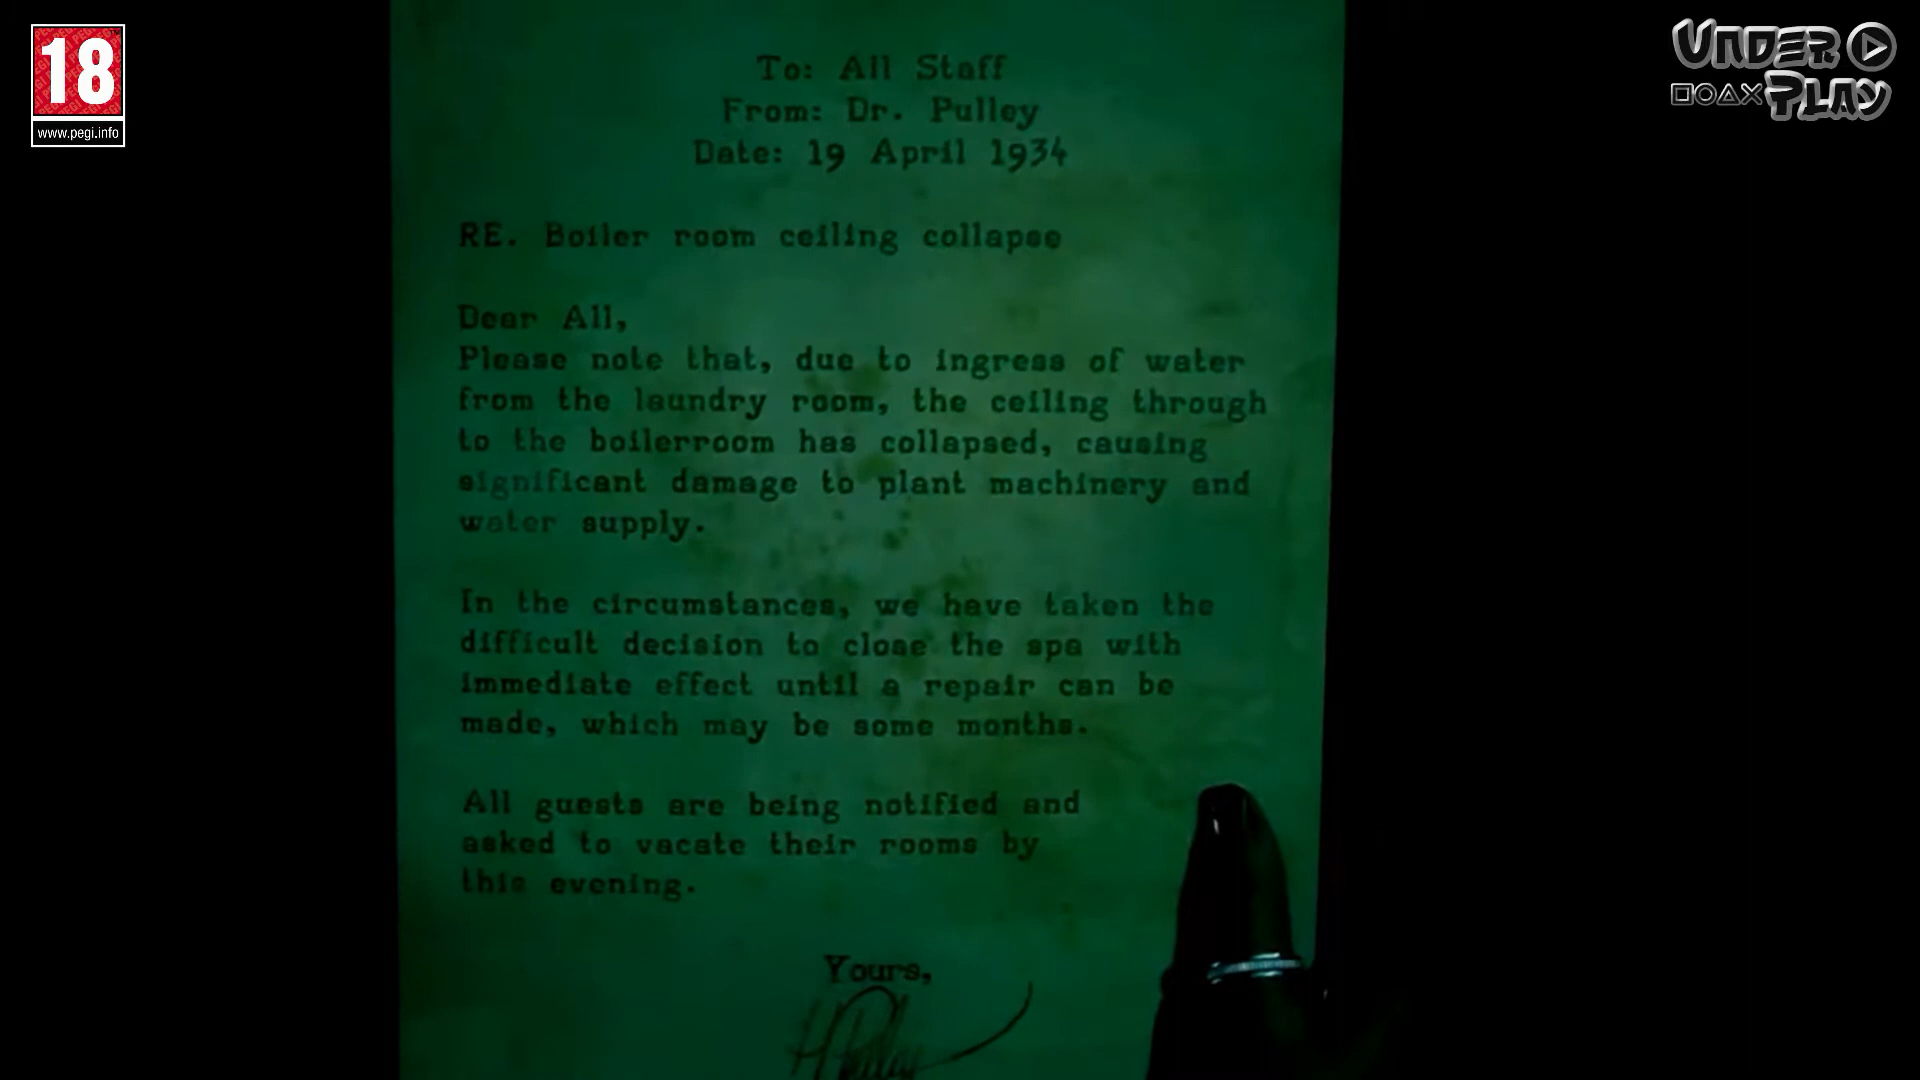 18
www.pegi.info
UNDER
PLAY
To: All Staff
From: Dr. Pulley
Date: 19 April 1934
RE. Boiler room ceiling collapse
Dear All,
Please note that, due to ingress of water
from the laundry room, the ceiling through
to the boilerroom has collapsed, causing
significant damage to plant machinery and
water supply.
In the circumstances, we have taken the
difficult decision to close the spa with
immediate effect until a repair can be
made, which may be some months.
All guests are being notified and
asked to vacate their rooms by
this evening.
Yours,
H Pulley